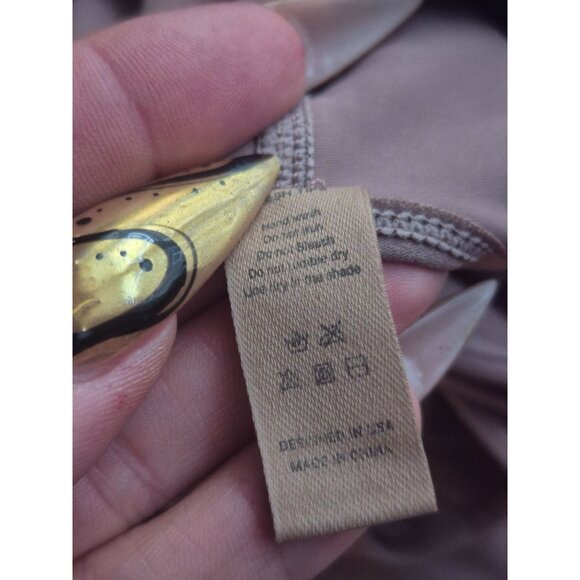 Hand wash
Do not iron
Do not Bleath
Do not tumble dry
Line dry in the shade
DESIGNED IN USA
MADE IN CHINA